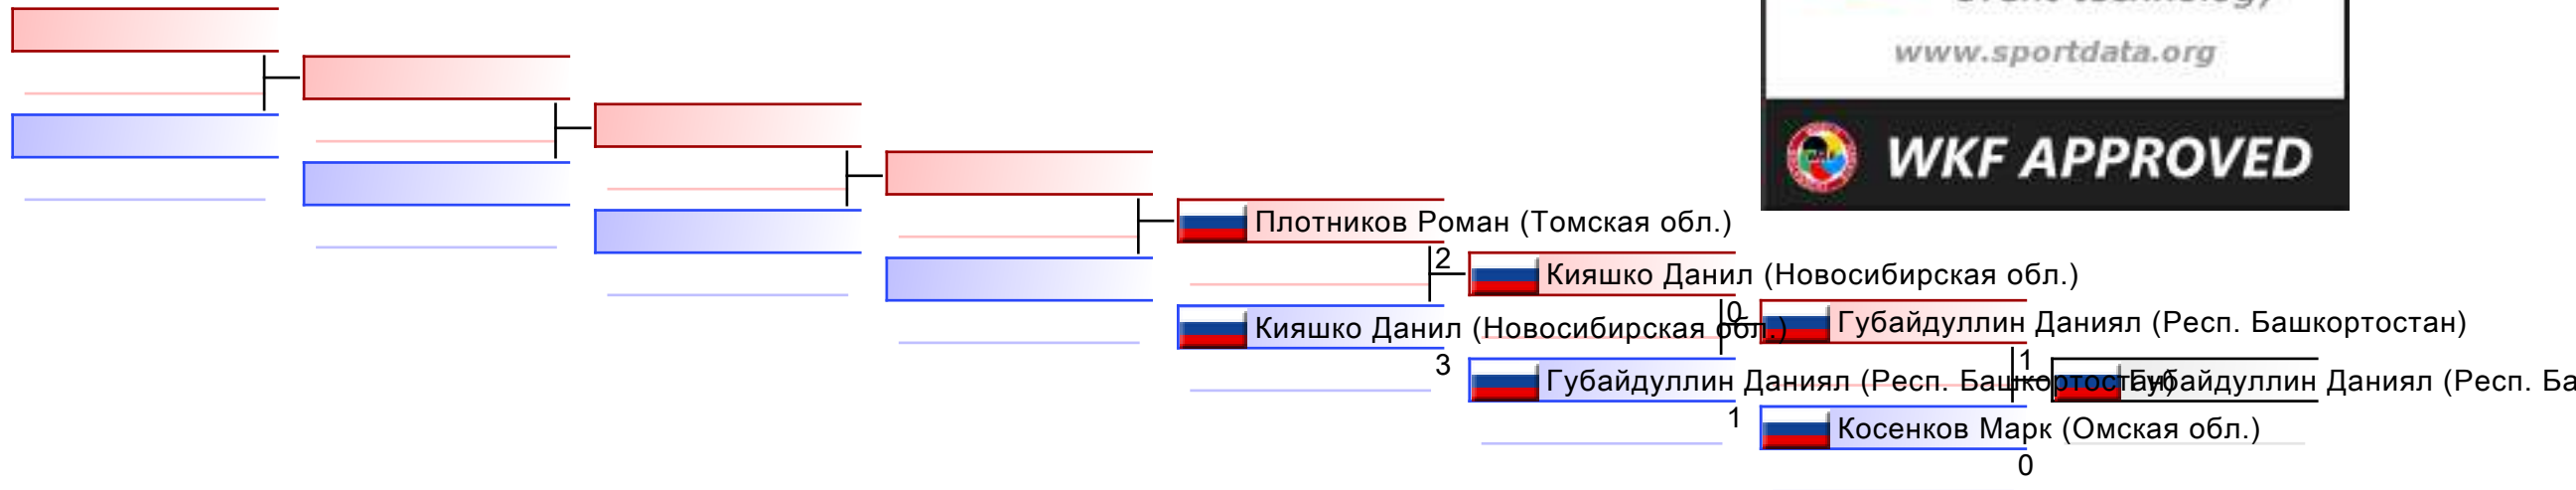 www.sportdata.org
WKF APPROVED
Плотников Роман (Томская обл.)
2
Кияшко Данил (Новосибирская обл.)
0
Кияшко Данил (Новосибирская обл.)
3
Губайдуллин Даниял (Респ. Башкортостан)
1
Губайдуллин Даниял (Респ. Башкортостан)
1
Губайдуллин Даниял (Респ. Ба
Косенков Марк (Омская обл.)
0